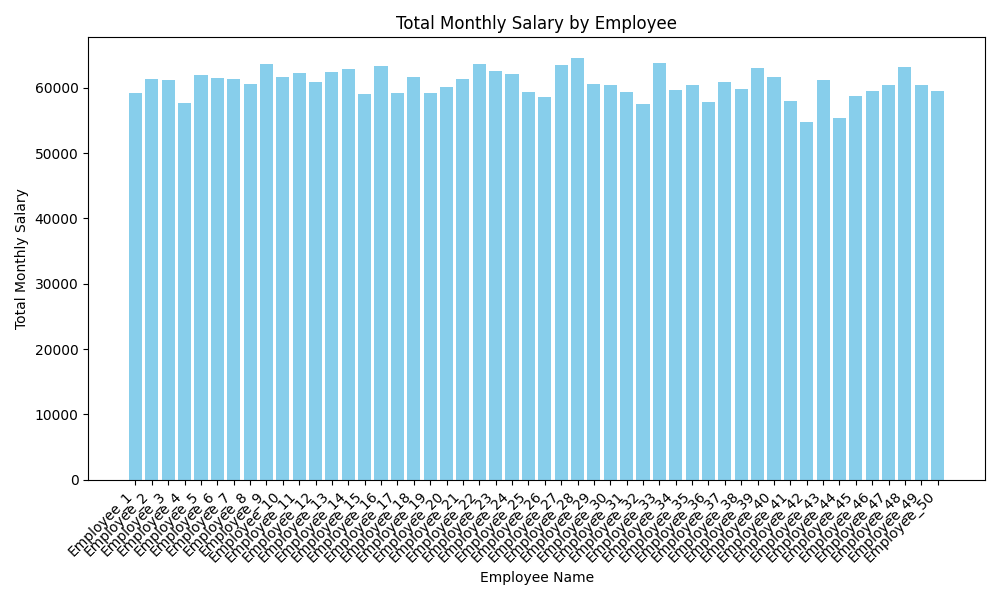 Total Monthly Salary by Employee
Total Monthly Salary
60000
50000
40000
30000
20000
10000
0
Employee_1
Employee_2
Employee_3
Employee_4
Employee_5
Employee_6
Employee_7
Employee_8
Employee_9
Employee_10
Employee_11
Employee_12
Employee_13
Employee_14
Employee_15
Employee_16
Employee_17
Employee_18
Employee_19
Employee_20
Employee_21
Employee_22
Employee_23
Employee_24
Employee_25
Employee_26
Employee_27
Employee_28
Employee_29
Employee_30
Employee_31
Employee_32
Employee_33
Employee_34
Employee_35
Employee_36
Employee_37
Employee_38
Employee_39
Employee_40
Employee_41
Employee_42
Employee_43
Employee_44
Employee_45
Employee_46
Employee_47
Employee_48
Employee_49
Employee_50
Employee Name